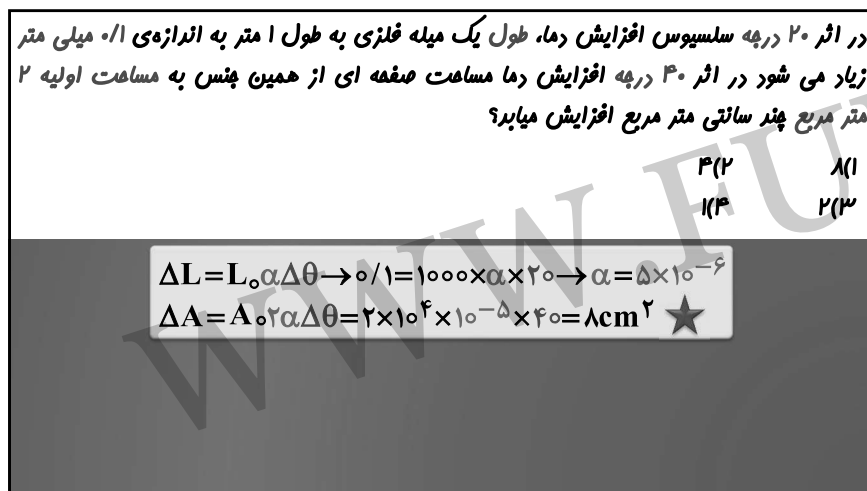 در اثر ۲۰ درجه سلسیوس افزایش دما، طول یک میله فلزی به طول ۱ متر به اندازه‌ی ۰/۱ میلی متر
زیاد می شود در اثر ۴۰ درجه افزایش دما مساحت صفحه ای از همین جنس به مساحت اولیه ۲
متر مربع چند سانتی متر مربع افزایش میابد؟
۱)۸ ۲)۴
۳)۲ ۴)۱
ΔL=L₀αΔθ→۰/۱=۱۰۰۰×α×۲۰→α=۵×۱۰⁻⁶
ΔA=A₀۲αΔθ=۲×۱۰⁴×۱۰⁻⁵×۴۰=۸cm²
WWW.FU